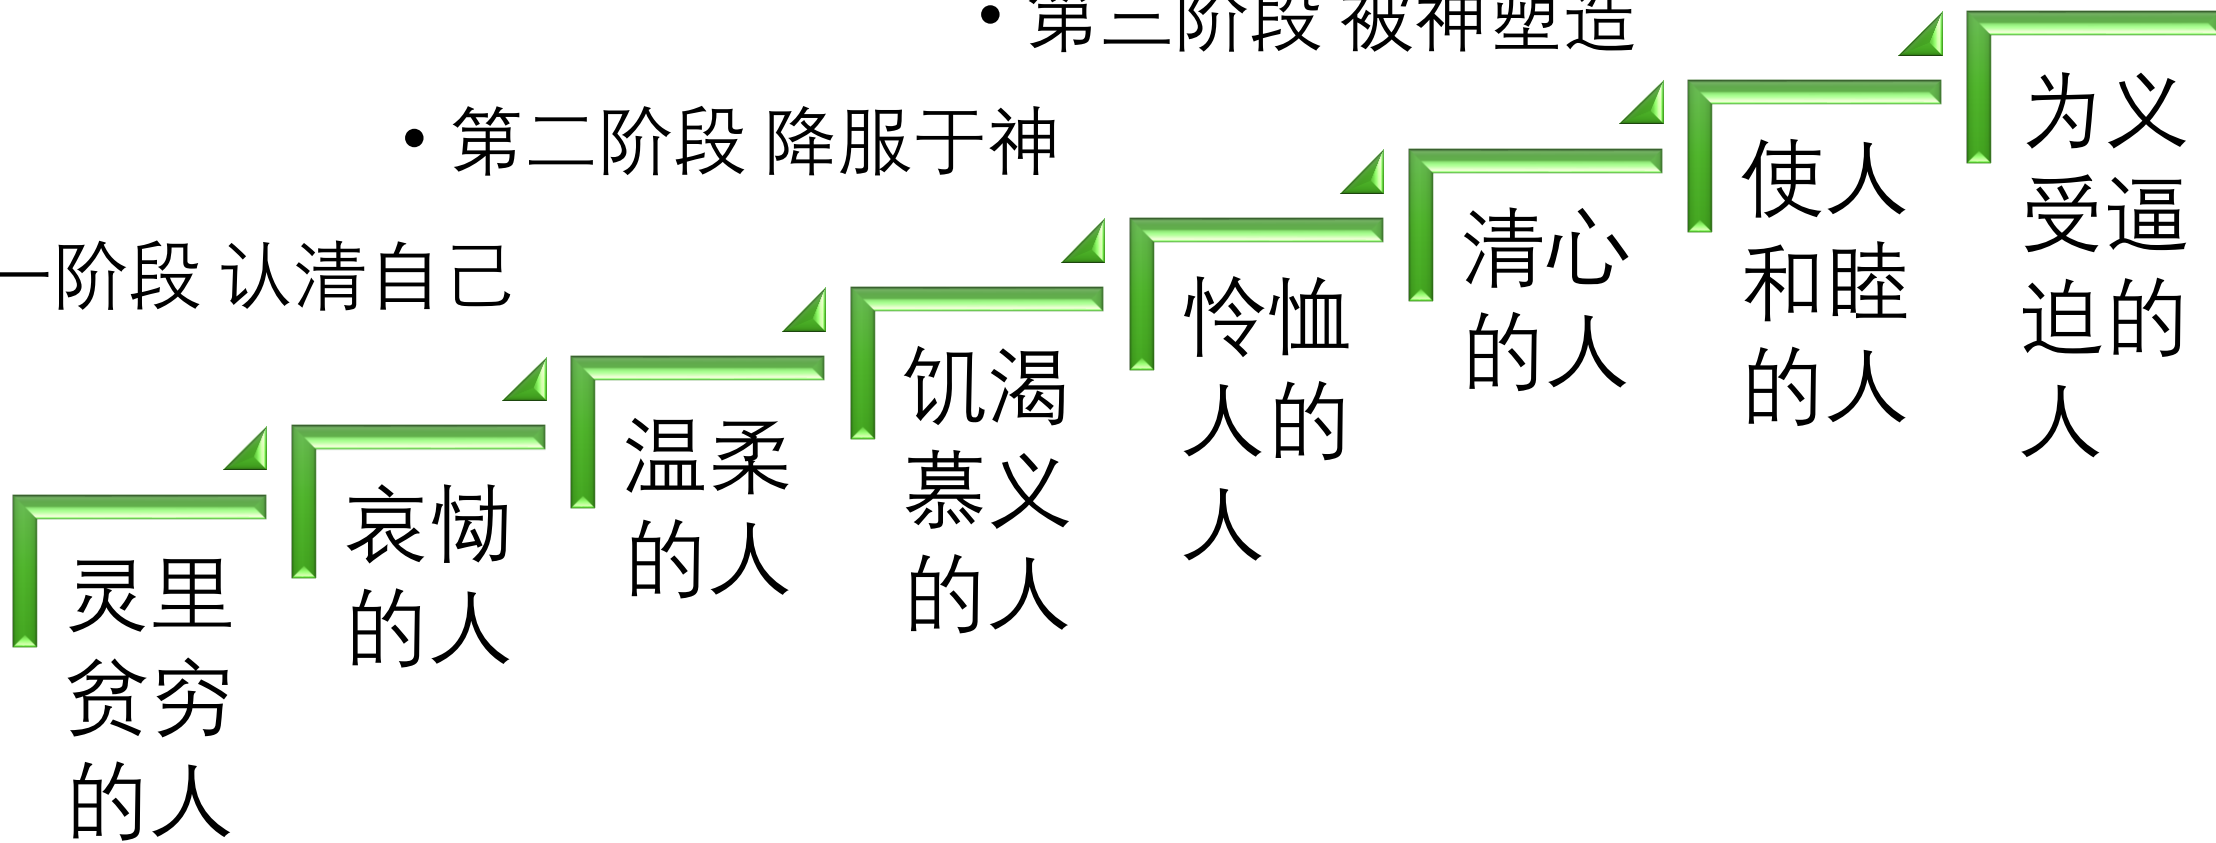 • 第三阶段 被神塑造
• 第二阶段 降服于神
一阶段 认清自己
灵里
贫穷
的人
哀恸
的人
温柔
的人
饥渴
慕义
的人
怜恤
人的
人
清心
的人
使人
和睦
的人
为义
受逼
迫的
人